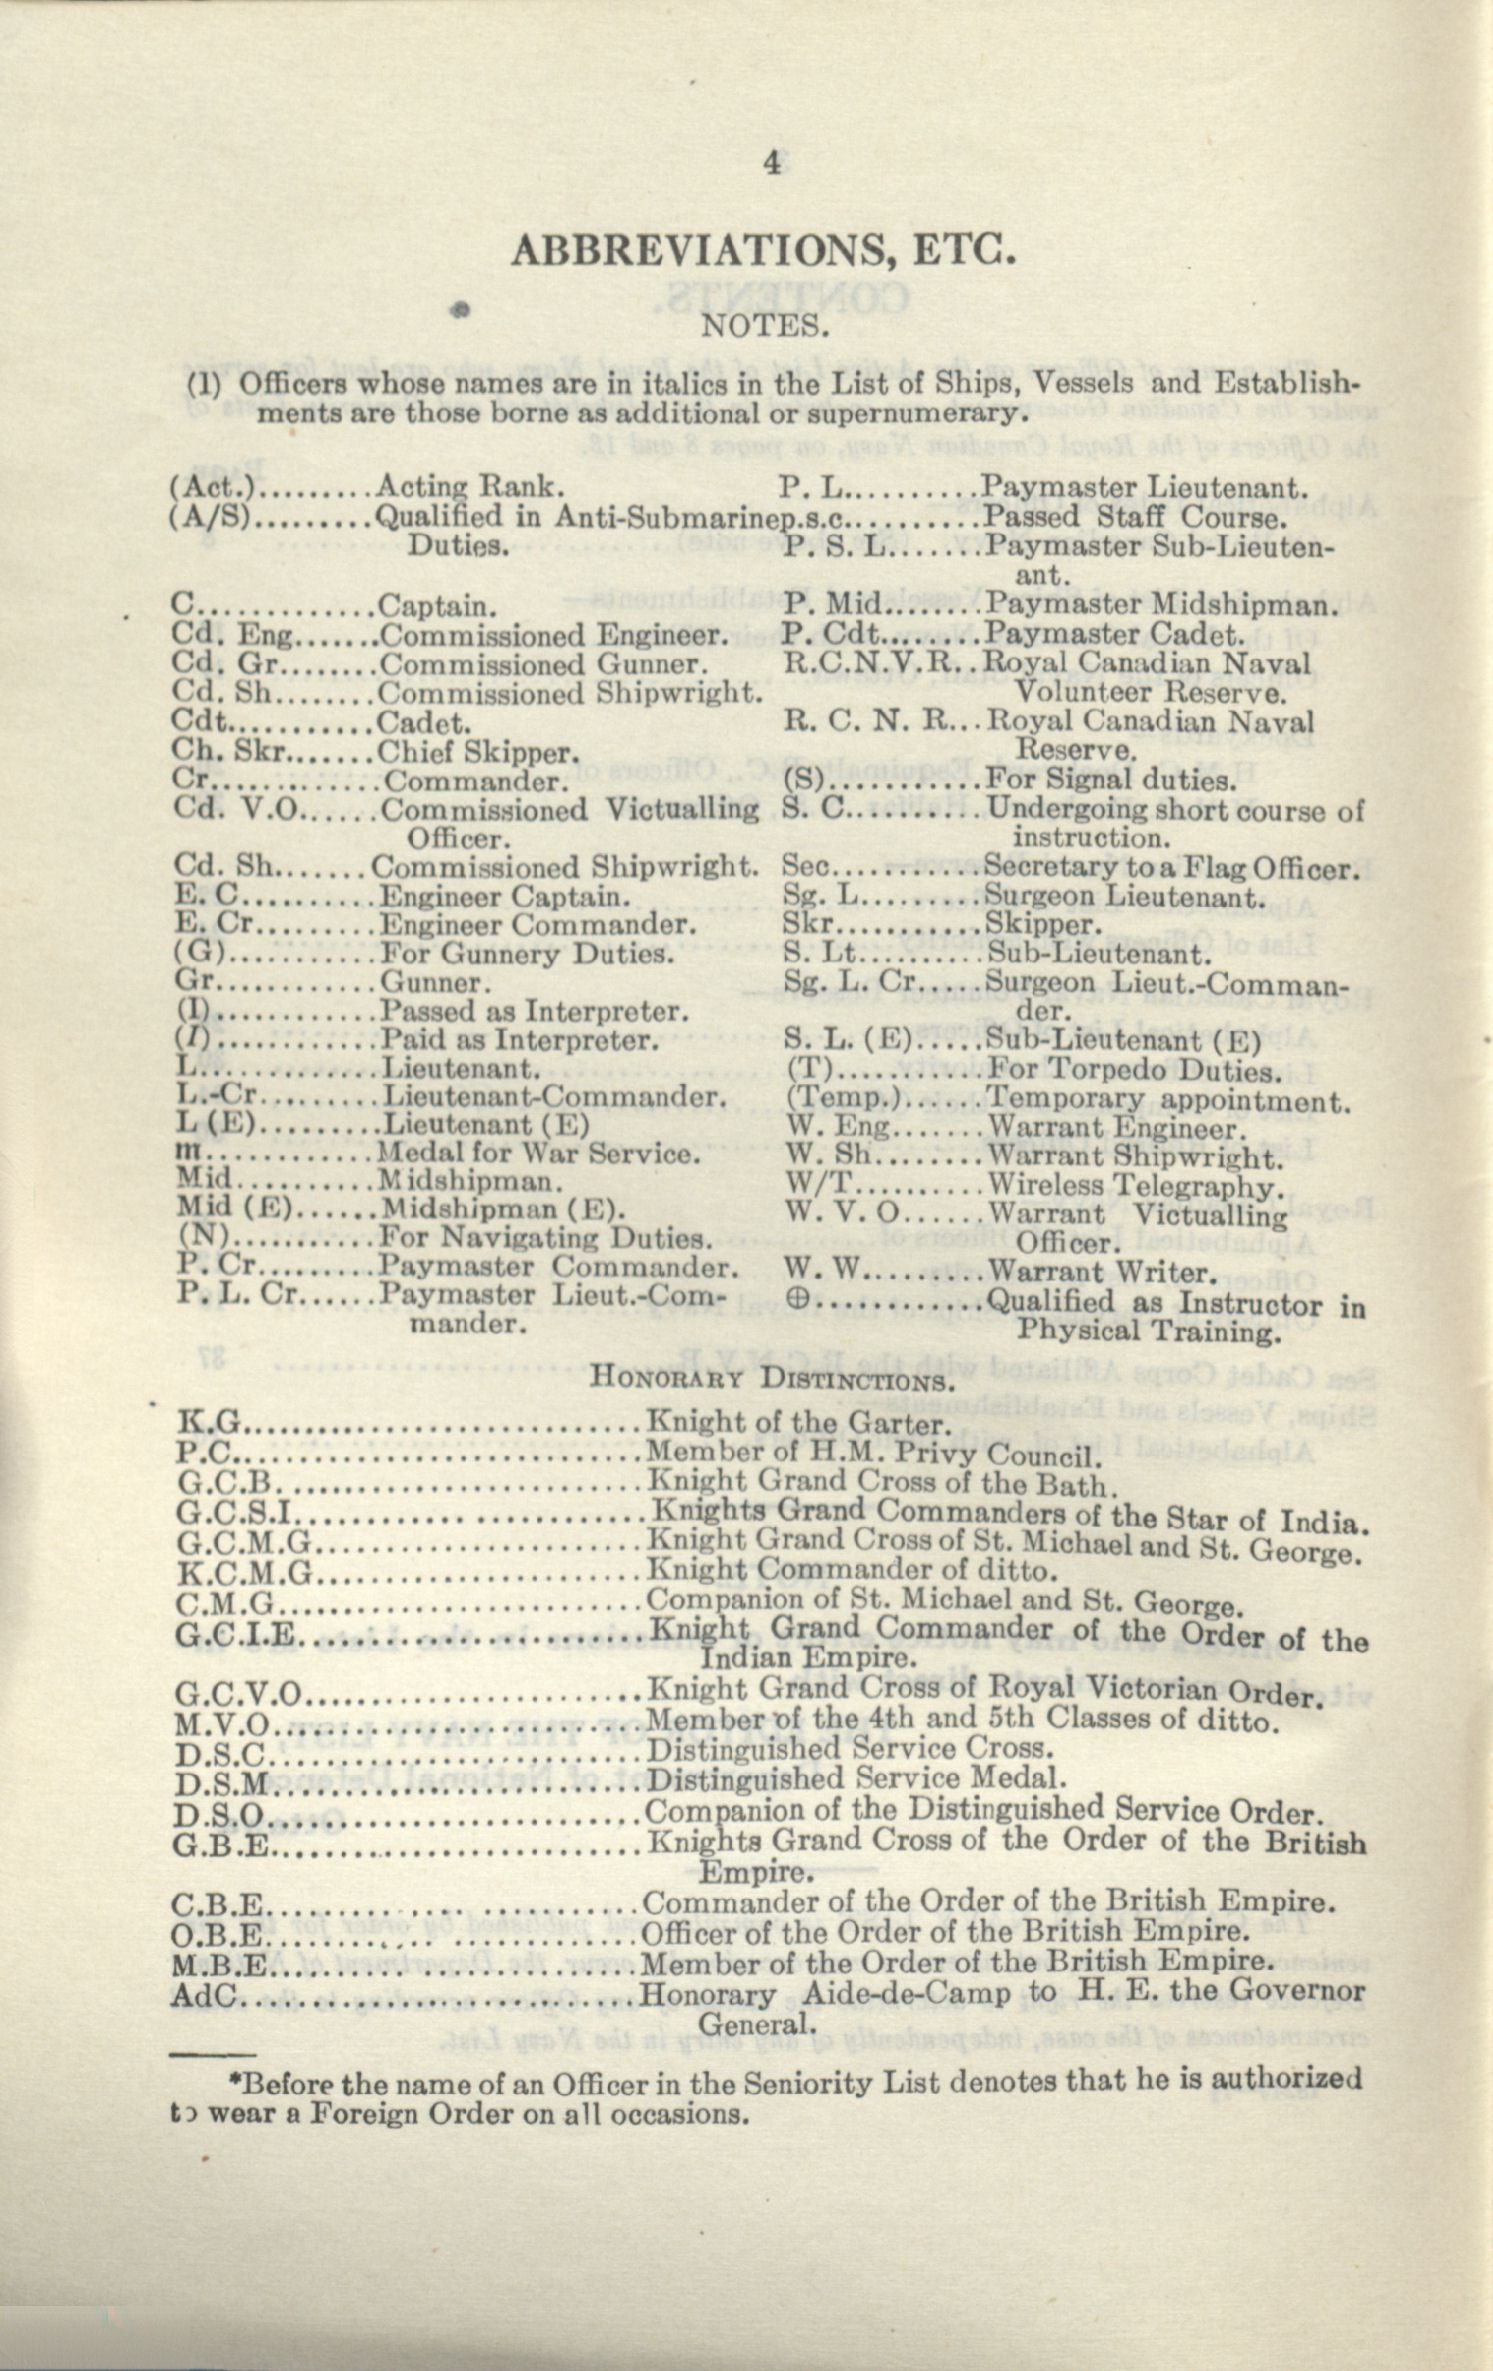 4
ABBREVIATIONS, ETC.
NOTES.
(1) Officers whose names are in italics in the List of Ships, Vessels and Establish-
ments are those borne as additional or supernumerary.
(Act.).........Acting Rank.
(A/S).........Qualified in Anti-Submarine
Duties.
C.............Captain.
Cd. Eng.......Commissioned Engineer.
Cd. Gr........Commissioned Gunner.
Cd. Sh........Commissioned Shipwright.
Cdt...........Cadet.
Ch. Skr.......Chief Skipper.
Cr............Commander.
Cd. V.O......Commissioned Victualling
Officer.
Cd. Sh.......Commissioned Shipwright.
E. C..........Engineer Captain.
E. Cr.........Engineer Commander.
(G)...........For Gunnery Duties.
Gr............Gunner.
(I)............Passed as Interpreter.
(I)............Paid as Interpreter.
L.............Lieutenant.
L.-Cr.........Lieutenant-Commander.
L (E).........Lieutenant (E)
m............Medal for War Service.
Mid..........Midshipman.
Mid (E)......Midshipman (E).
(N)...........For Navigating Duties.
P. Cr.........Paymaster Commander.
P. L. Cr......Paymaster Lieut.-Com-
mander.
P. L..........Paymaster Lieutenant.
p.s.c..........Passed Staff Course.
P. S. L.......Paymaster Sub-Lieuten-
ant.
P. Mid........Paymaster Midshipman.
P. Cdt........Paymaster Cadet.
R.C.N.V.R..Royal Canadian Naval
Volunteer Reserve.
R. C. N. R...Royal Canadian Naval
Reserve.
(S)...........For Signal duties.
S. C..........Undergoing short course of
instruction.
Sec...........Secretary to a Flag Officer.
Sg. L.........Surgeon Lieutenant.
Skr...........Skipper.
S. Lt.........Sub-Lieutenant.
Sg. L. Cr.....Surgeon Lieut.-Comman-
der.
S. L. (E).....Sub-Lieutenant (E)
(T)...........For Torpedo Duties.
(Temp.)......Temporary appointment.
W. Eng.......Warrant Engineer.
W. Sh........Warrant Shipwright.
W/T..........Wireless Telegraphy.
W. V. O......Warrant Victualling
Officer.
W. W.........Warrant Writer.
⊕.............Qualified as Instructor in
Physical Training.
HONORARY DISTINCTIONS.
K.G.............................Knight of the Garter.
P.C..............................Member of H.M. Privy Council.
G.C.B...........................Knight Grand Cross of the Bath.
G.C.S.I..........................Knights Grand Commanders of the Star of India.
G.C.M.G........................Knight Grand Cross of St. Michael and St. George.
K.C.M.G........................Knight Commander of ditto.
C.M.G...........................Companion of St. Michael and St. George.
G.C.I.E.........................Knight Grand Commander of the Order of the
Indian Empire.
G.C.V.O.........................Knight Grand Cross of Royal Victorian Order.
M.V.O...........................Member of the 4th and 5th Classes of ditto.
D.S.C...........................Distinguished Service Cross.
D.S.M...........................Distinguished Service Medal.
D.S.O...........................Companion of the Distinguished Service Order.
G.B.E...........................Knights Grand Cross of the Order of the British
Empire.
C.B.E...........................Commander of the Order of the British Empire.
O.B.E...........................Officer of the Order of the British Empire.
M.B.E...........................Member of the Order of the British Empire.
AdC.............................Honorary Aide-de-Camp to H. E. the Governor
General.
*Before the name of an Officer in the Seniority List denotes that he is authorized
to wear a Foreign Order on all occasions.